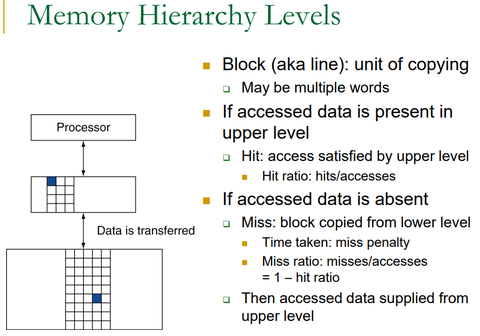 Memory Hierarchy Levels
Block (aka line): unit of copying
May be multiple words
If accessed data is present in
upper level
Hit: access satisfied by upper level
Hit ratio: hits/accesses
If accessed data is absent
Miss: block copied from lower level
Time taken: miss penalty
Miss ratio: misses/accesses
= 1 – hit ratio
Then accessed data supplied from
upper level
Processor
Data is transferred